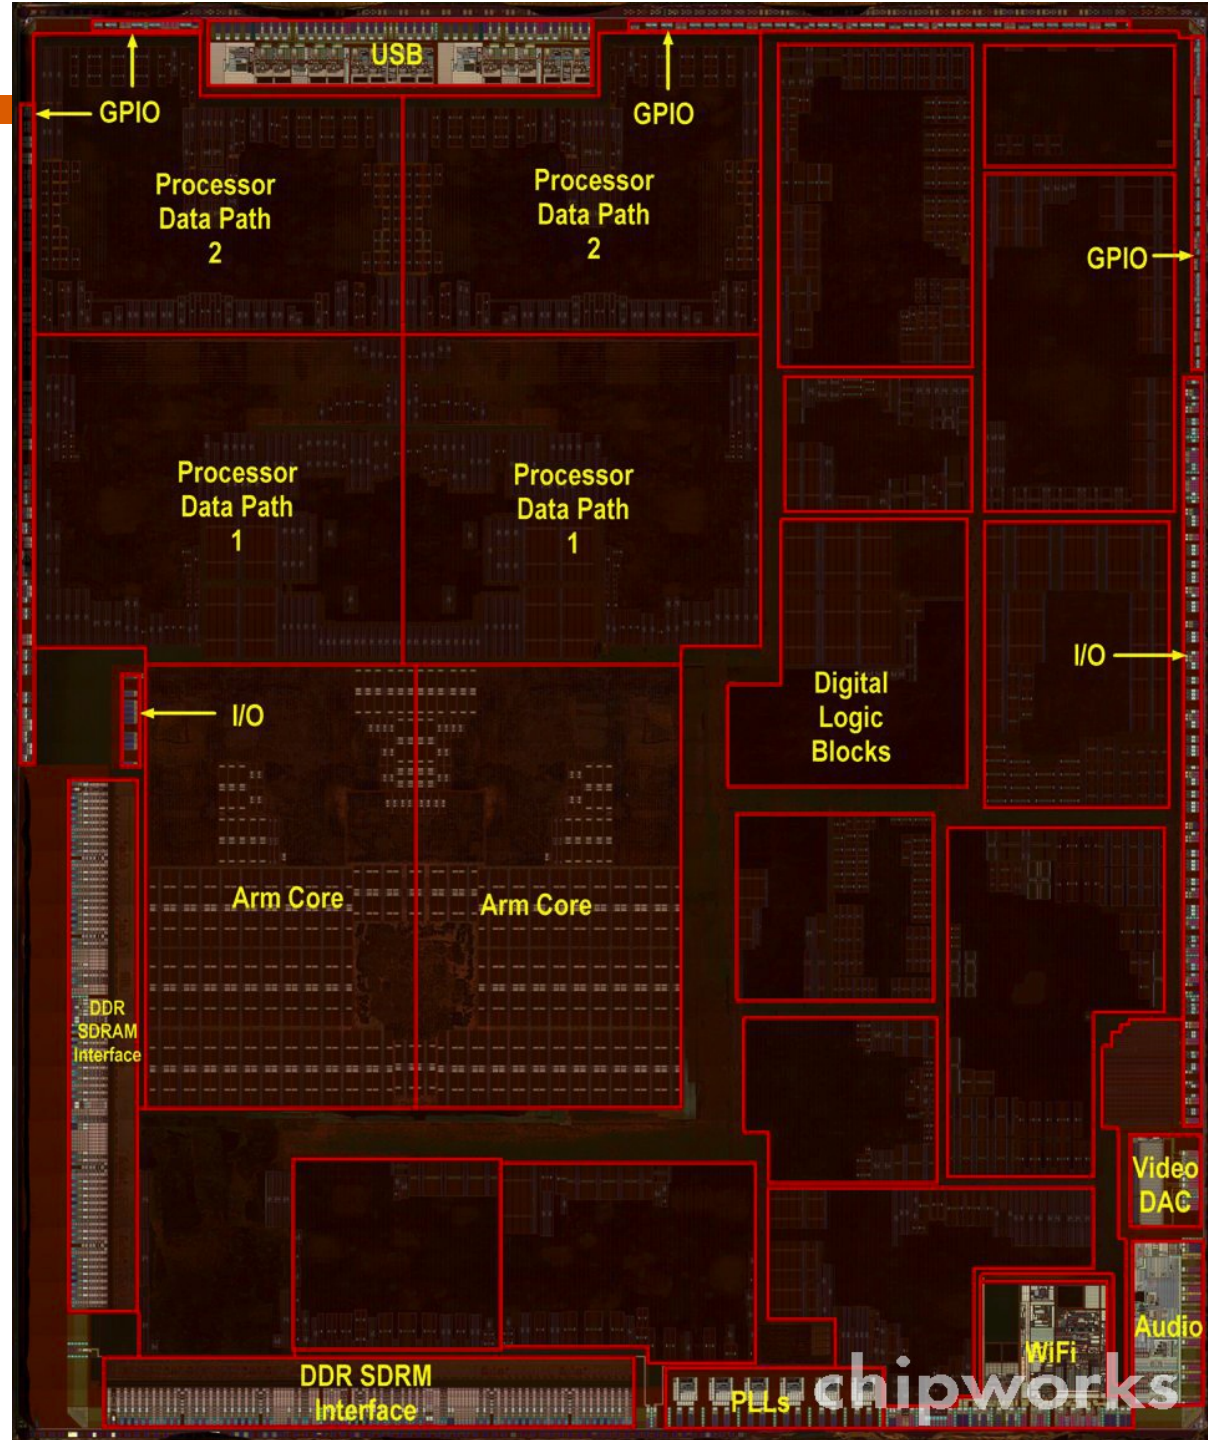 USB
GPIO
GPIO
Processor
Data Path
2
Processor
Data Path
2
GPIO
Processor
Data Path
1
Processor
Data Path
1
I/O
I/O
Digital
Logic
Blocks
Arm Core
Arm Core
DDR
SDRAM
Interface
Video
DAC
Audio
WiFi
DDR SDRM
Interface
PLLs
chipworks